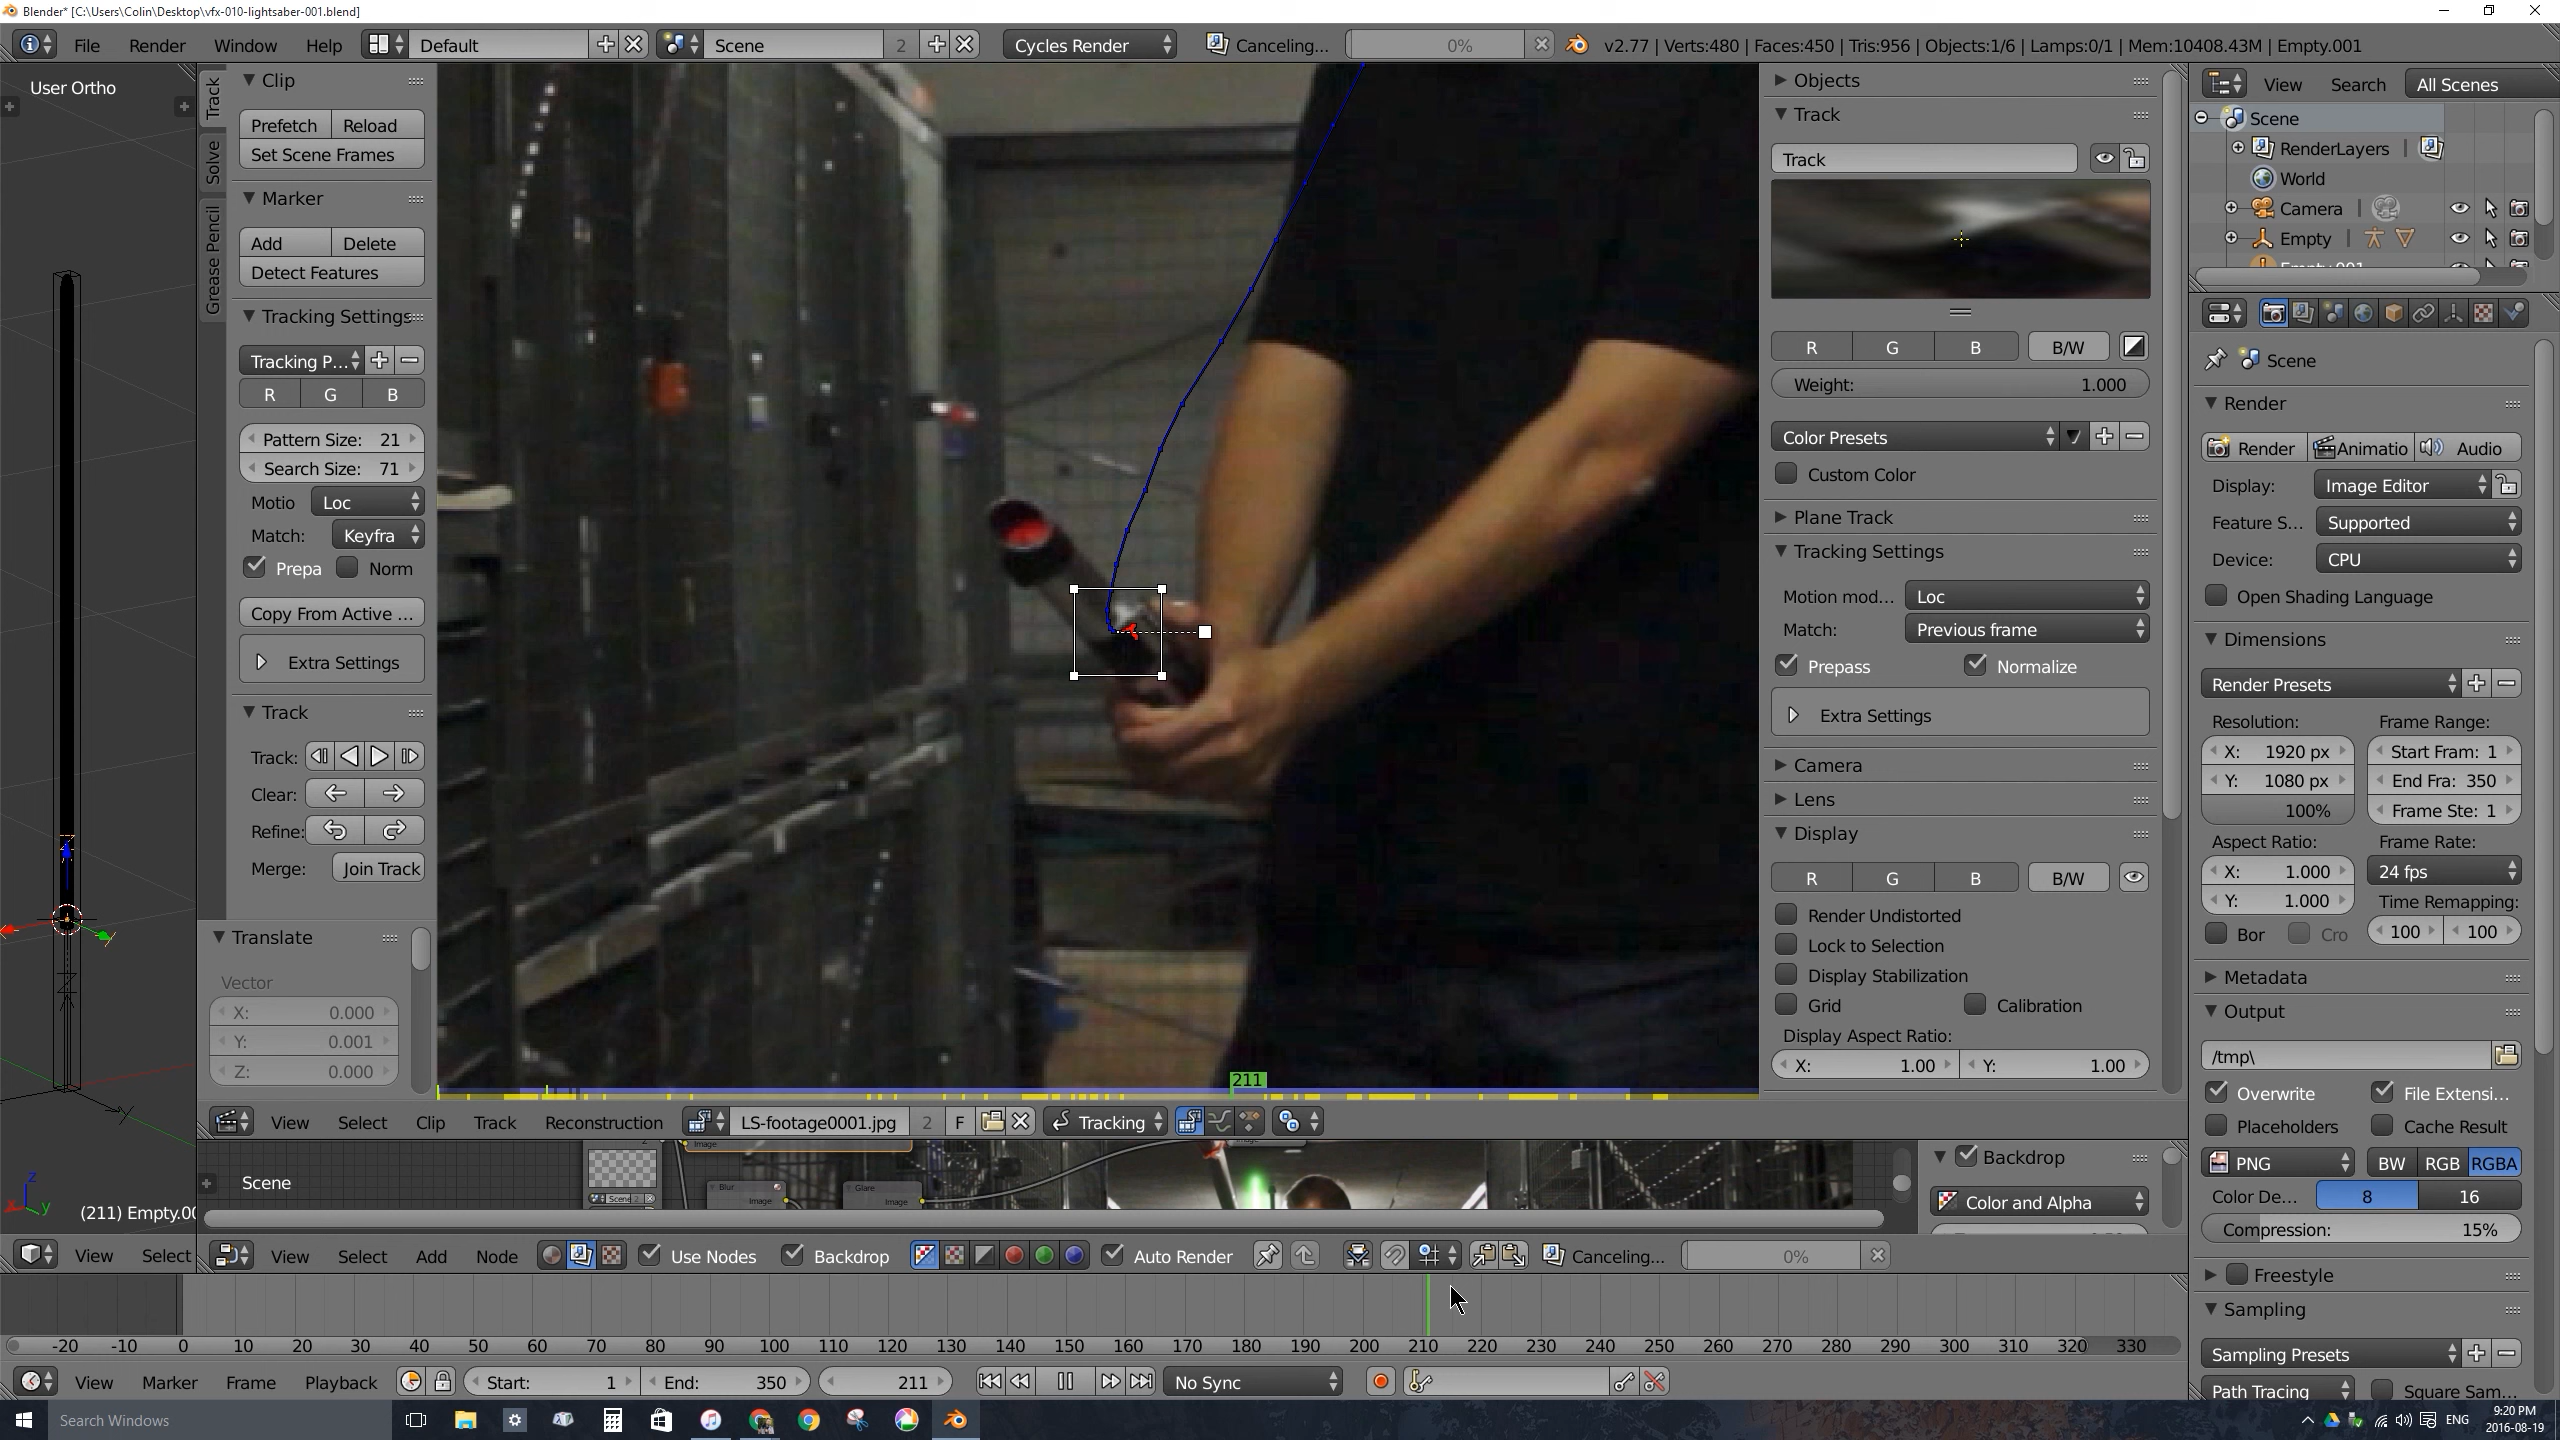 Blender* [C:\Users\Colin\Desktop\vfx-010-lightsaber-001.blend]
File Render Window Help Default Scene 2 Cycles Render Canceling... 0% v2.77 | Verts:480 | Faces:450 | Tris:956 | Objects:1/6 | Lamps:0/1 | Mem:10408.43M | Empty.001
User Ortho
Track
Solve
Grease Pencil
Clip
Prefetch Reload
Set Scene Frames
Marker
Add Delete
Detect Features
Tracking Settings
Tracking P...
R G B
Pattern Size: 21
Search Size: 71
Motio Loc
Match: Keyfra
Prepa Norm
Copy From Active ...
Extra Settings
Track
Track:
Clear:
Refine:
Merge: Join Track
Translate
Vector
X: 0.000
Y: 0.001
Z: 0.000
211
Objects
Track
Track
R G B B/W
Weight: 1.000
Color Presets
Custom Color
Plane Track
Tracking Settings
Motion mod... Loc
Match: Previous frame
Prepass Normalize
Extra Settings
Camera
Lens
Display
R G B B/W
Render Undistorted
Lock to Selection
Display Stabilization
Grid Calibration
Display Aspect Ratio:
X: 1.00 Y: 1.00
View Search All Scenes
Scene
RenderLayers
World
Camera
Empty
Empty.001
Scene
Render
Render Animatio Audio
Display: Image Editor
Feature S... Supported
Device: CPU
Open Shading Language
Dimensions
Render Presets
Resolution: Frame Range:
X: 1920 px Start Fram: 1
Y: 1080 px End Fra: 350
100% Frame Ste: 1
Aspect Ratio: Frame Rate:
X: 1.000 24 fps
Y: 1.000 Time Remapping:
Bor Cro 100 100
Metadata
Output
/tmp\
Overwrite File Extensi...
Placeholders Cache Result
PNG BW RGB RGBA
Color De... 8 16
Compression: 15%
Freestyle
Sampling
Sampling Presets
Path Tracing Square Sam...
View Select Clip Track Reconstruction LS-footage0001.jpg 2 F Tracking
Scene
Image
Blur
Image
Glare
Image
Scene 2
Backdrop
Color and Alpha
(211) Empty.00
View Select
View Select Add Node Use Nodes Backdrop Auto Render Canceling... 0%
-20 -10 0 10 20 30 40 50 60 70 80 90 100 110 120 130 140 150 160 170 180 190 200 210 220 230 240 250 260 270 280 290 300 310 320 330
View Marker Frame Playback Start: 1 End: 350 211 No Sync
Search Windows
ENG
9:20 PM
2016-08-19